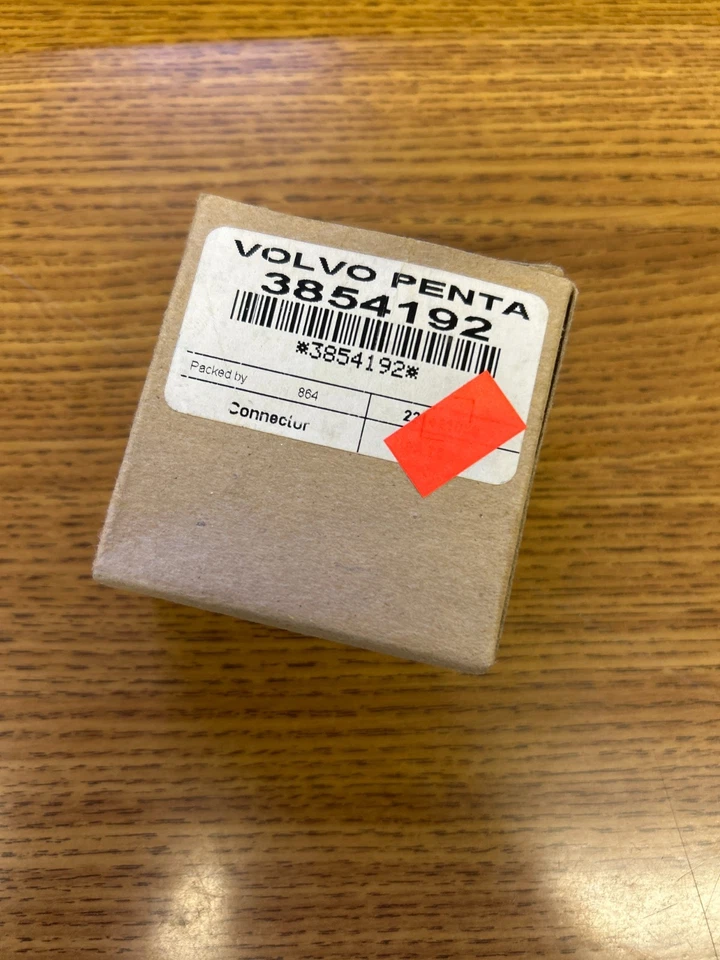 VOLVO PENTA
3854192
*3854192*
Packed by 864
Connector